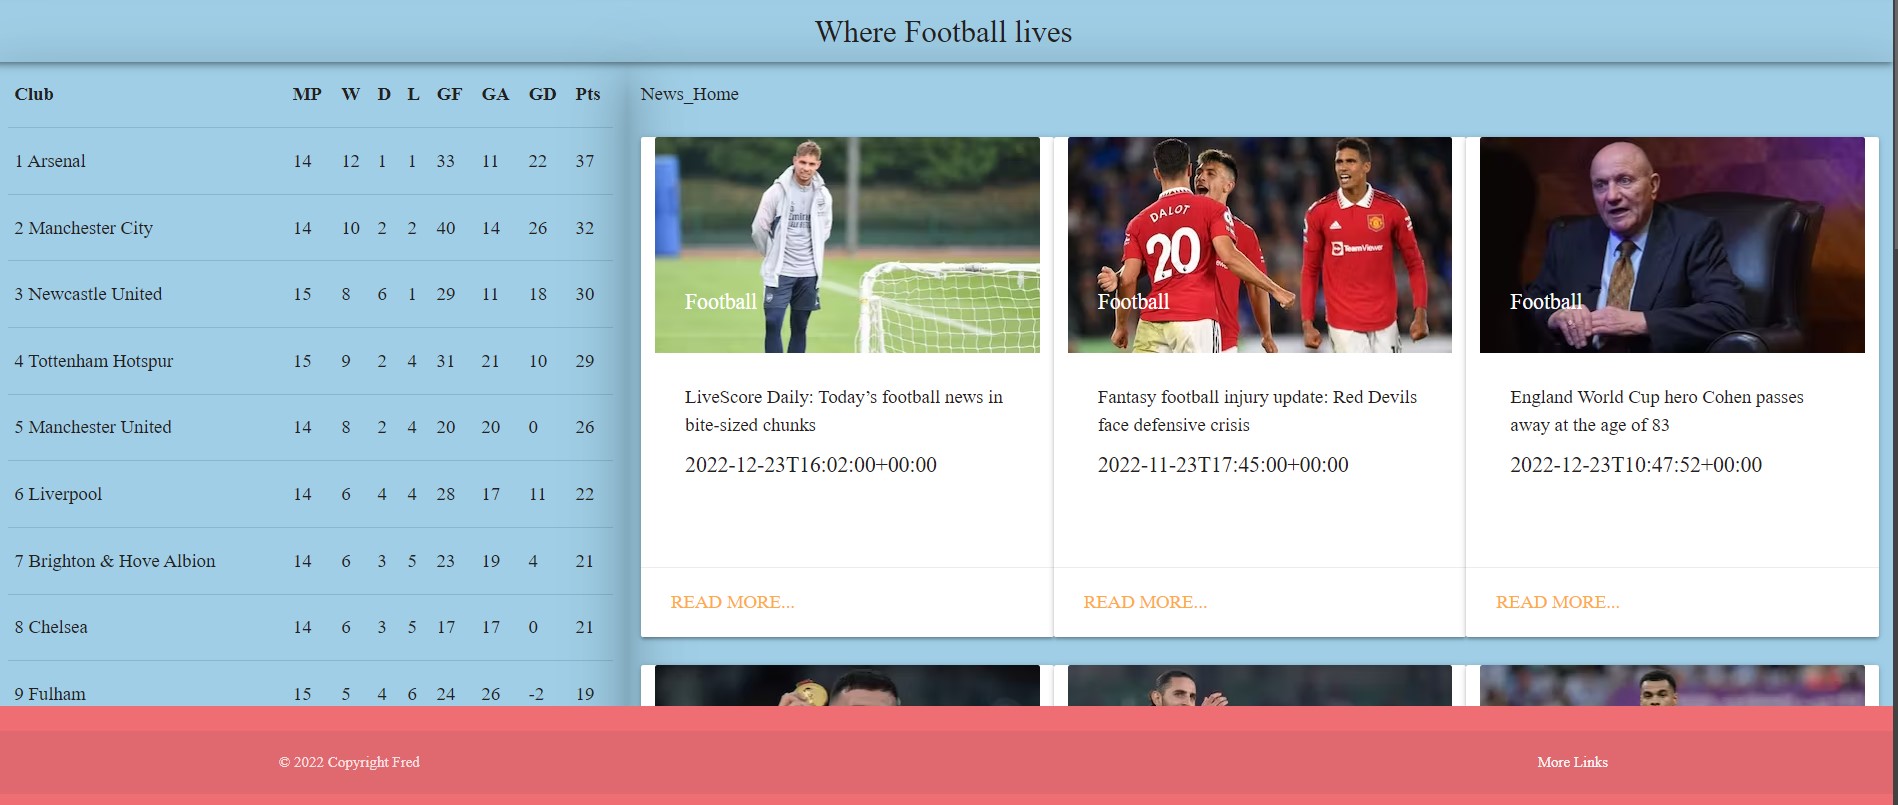 Where Football lives
Club MP W D L GF GA GD Pts
1 Arsenal 14 12 1 1 33 11 22 37
2 Manchester City 14 10 2 2 40 14 26 32
3 Newcastle United 15 8 6 1 29 11 18 30
4 Tottenham Hotspur 15 9 2 4 31 21 10 29
5 Manchester United 14 8 2 4 20 20 0 26
6 Liverpool 14 6 4 4 28 17 11 22
7 Brighton & Hove Albion 14 6 3 5 23 19 4 21
8 Chelsea 14 6 3 5 17 17 0 21
9 Fulham 15 5 4 6 24 26 -2 19
News_Home
Emirates
Football
LiveScore Daily: Today’s football news in
bite-sized chunks
2022-12-23T16:02:00+00:00
READ MORE...
DALOT
20
TeamViewer
Football
Fantasy football injury update: Red Devils
face defensive crisis
2022-11-23T17:45:00+00:00
READ MORE...
Football
England World Cup hero Cohen passes
away at the age of 83
2022-12-23T10:47:52+00:00
READ MORE...
© 2022 Copyright Fred
More Links